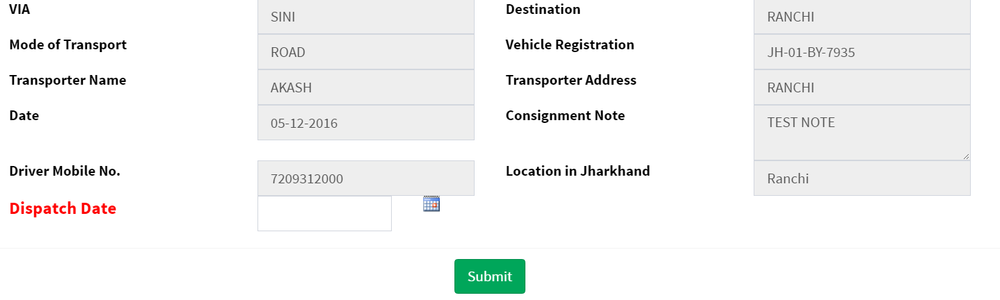 VIA SINI Destination RANCHI
Mode of Transport ROAD Vehicle Registration JH-01-BY-7935
Transporter Name AKASH Transporter Address RANCHI
Date 05-12-2016 Consignment Note TEST NOTE
Driver Mobile No. 7209312000 Location in Jharkhand Ranchi
Dispatch Date
Submit